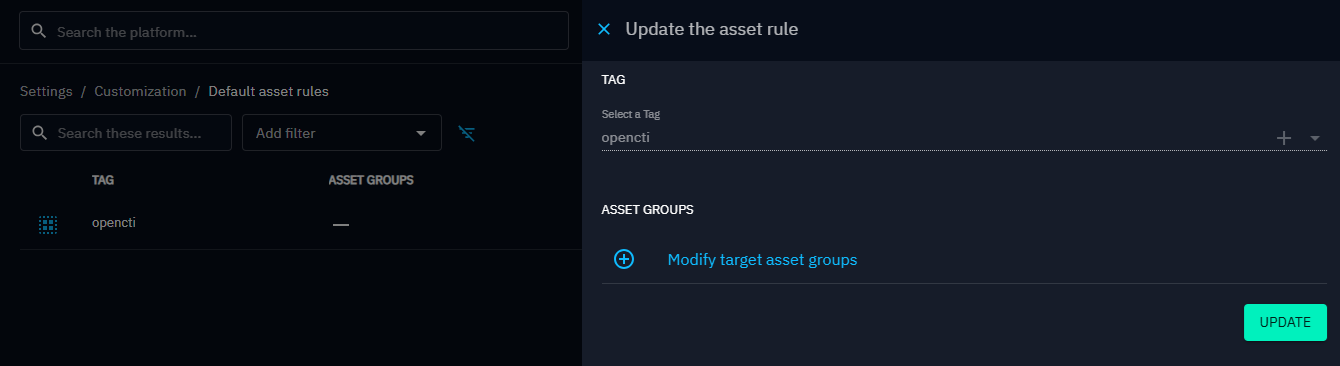 Search the platform...
Settings / Customization / Default asset rules
Search these results...
Add filter
TAG
ASSET GROUPS
opencti
—
Update the asset rule
TAG
Select a Tag
opencti
ASSET GROUPS
Modify target asset groups
UPDATE